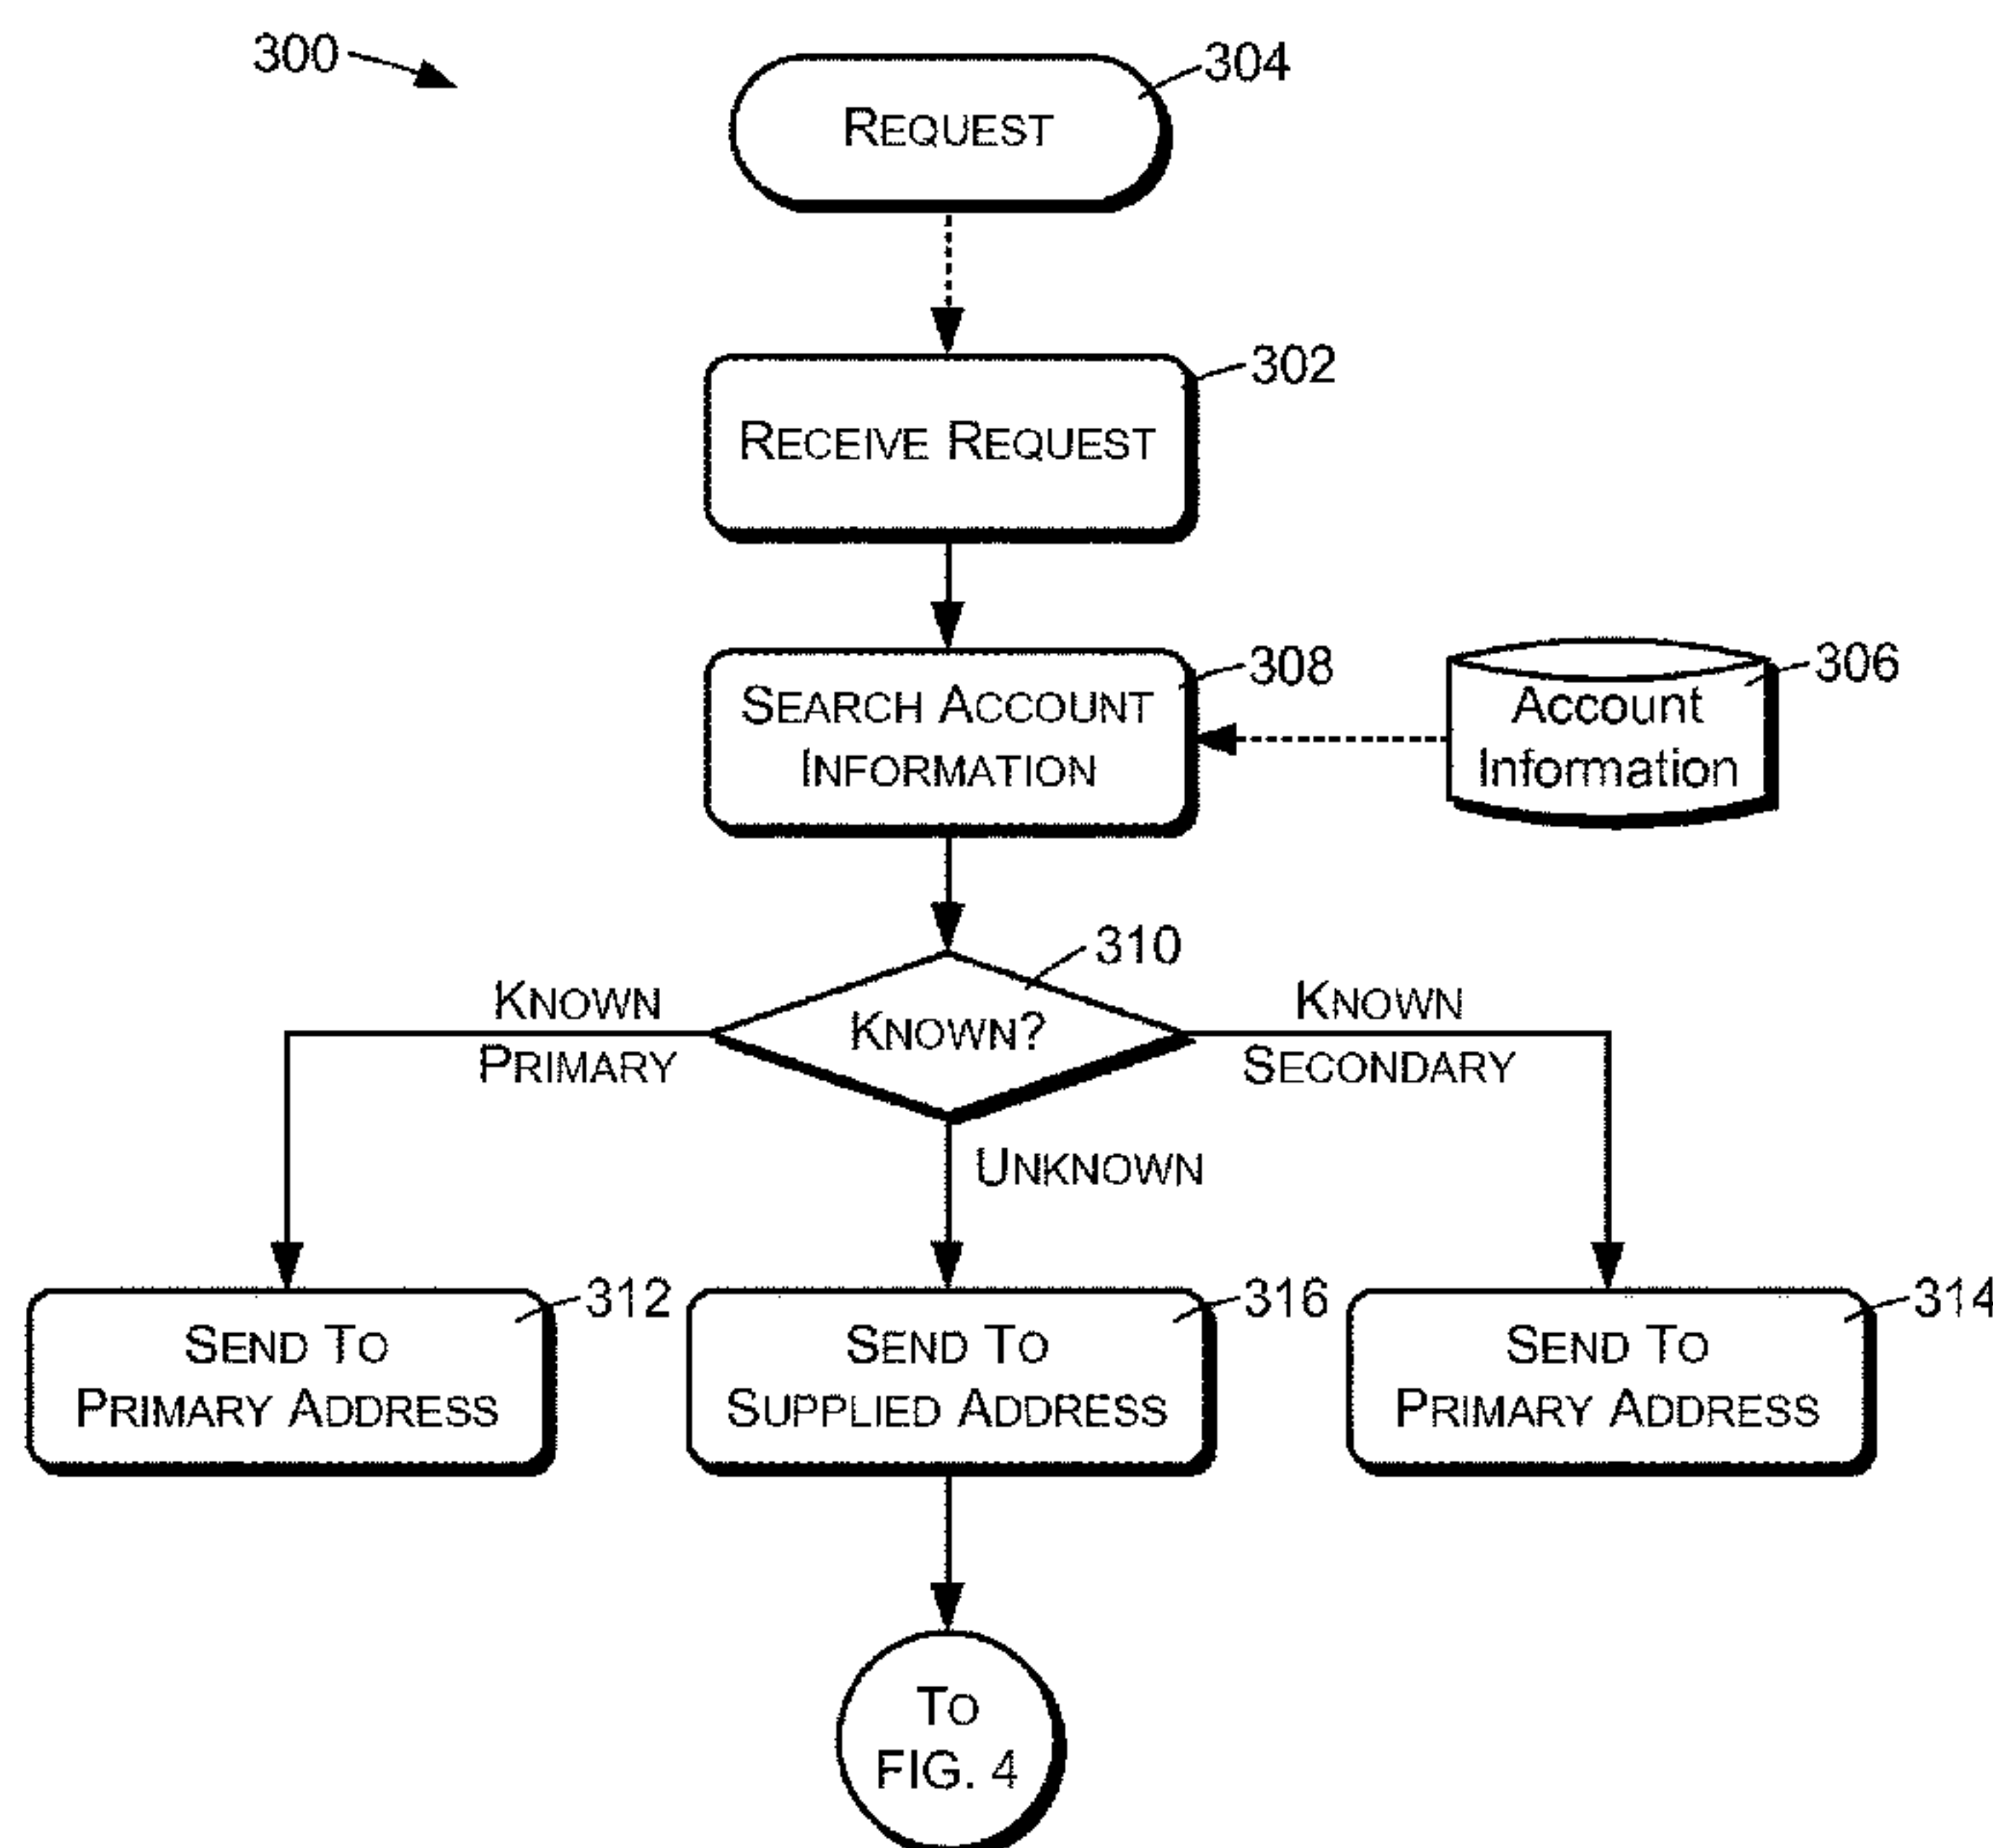 300
304
REQUEST
302
RECEIVE REQUEST
308
SEARCH ACCOUNT
INFORMATION
306
Account
Information
310
KNOWN?
KNOWN
PRIMARY
KNOWN
SECONDARY
UNKNOWN
312
SEND TO
PRIMARY ADDRESS
316
SEND TO
SUPPLIED ADDRESS
314
SEND TO
PRIMARY ADDRESS
TO
FIG. 4